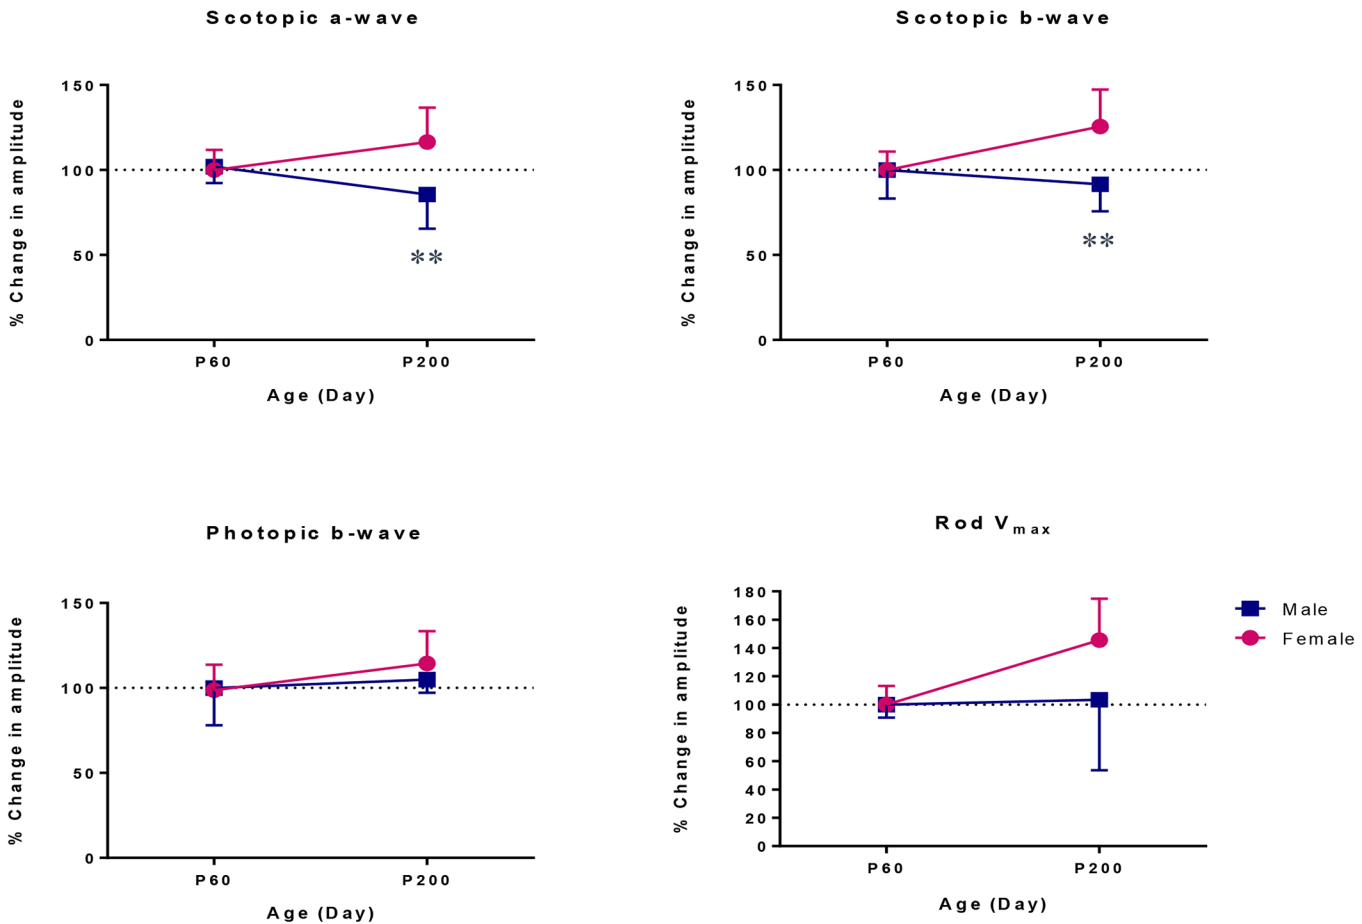 Scotopic a-wave
% Change in amplitude
150
100
50
0
**
P60 P200
Age (Day)
Scotopic b-wave
% Change in amplitude
150
100
50
0
**
P60 P200
Age (Day)
Photopic b-wave
% Change in amplitude
150
100
50
0
P60 P200
Age (Day)
Rod Vmax
% Change in amplitude
180
160
140
120
100
80
60
40
20
0
P60 P200
Age (Day)
Male
Female